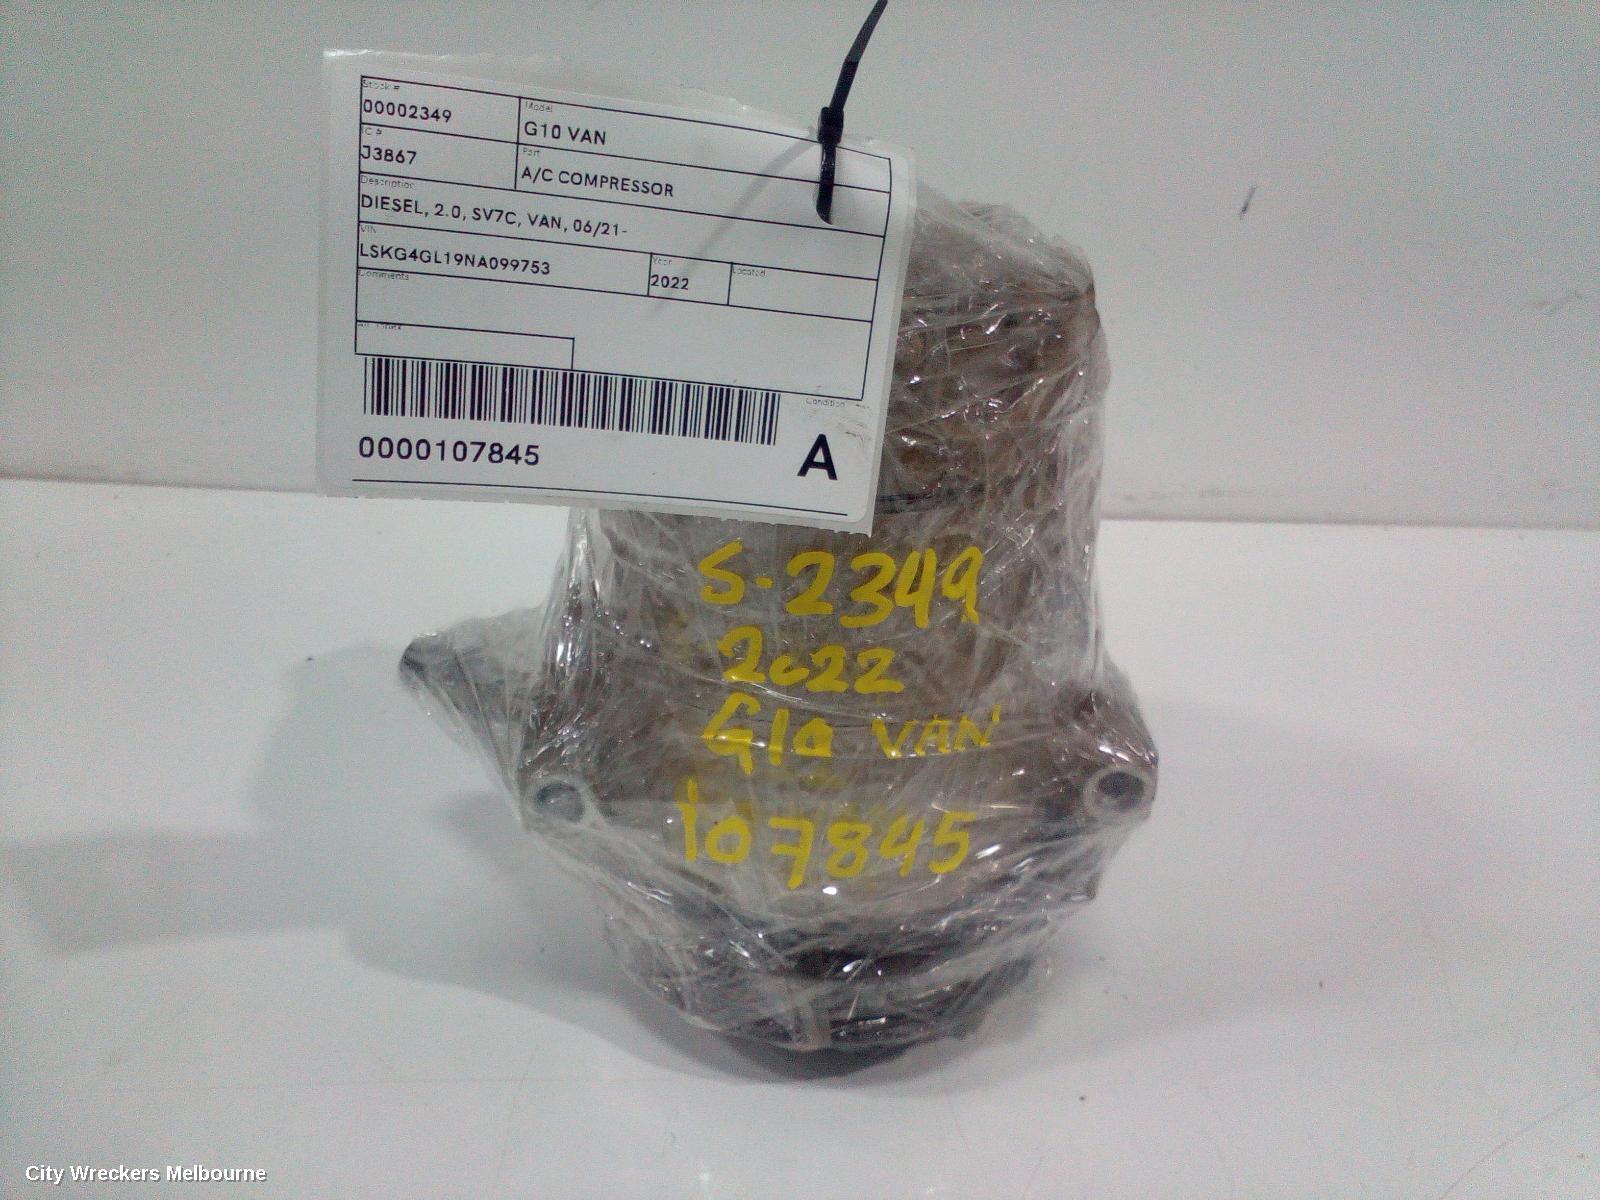 Stock #
00002349
Model
G10 VAN
IC #
J3867
Part
A/C COMPRESSOR
Description
DIESEL, 2.0, SV7C, VAN, 06/21-
VIN
LSKG4GL19NA099753
Year
2022
Located
Comments
0000107845
Condition
A
S-2349
2022
G10 VAN
107845
City Wreckers Melbourne